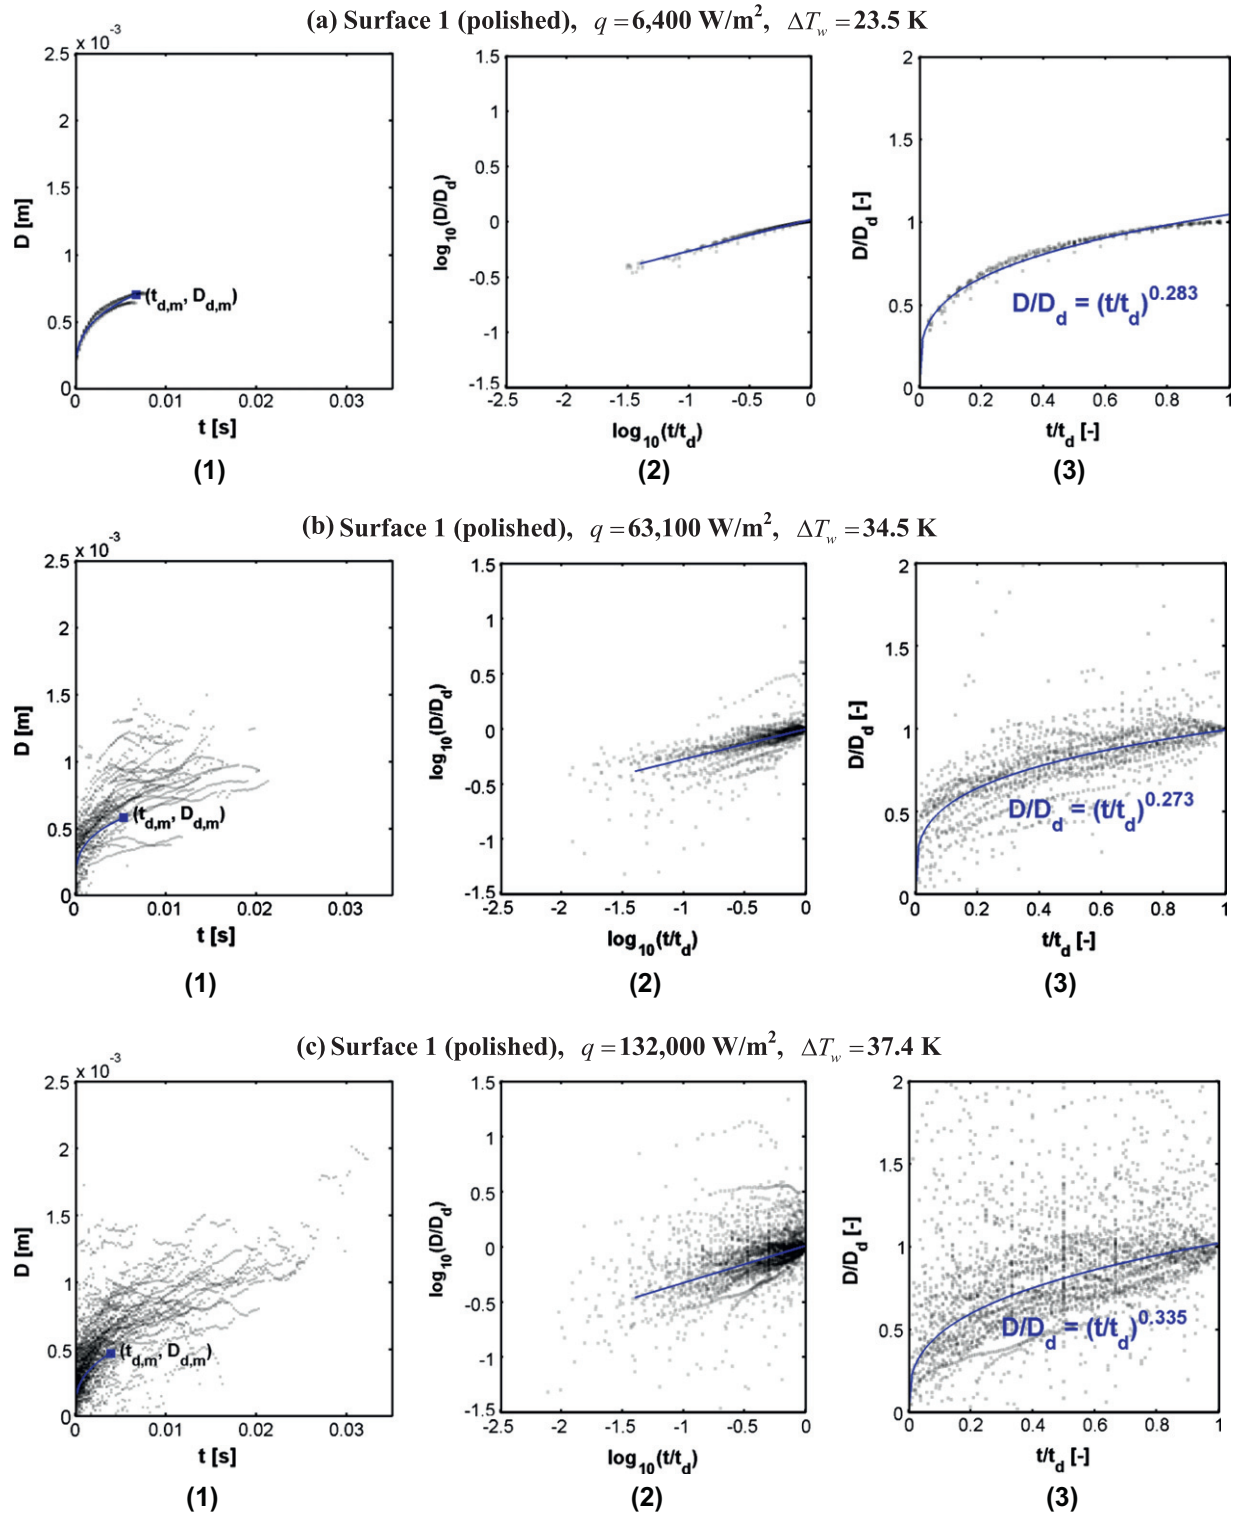 (a) Surface 1 (polished), q = 6,400 W/m², ΔT_w = 23.5 K
x 10⁻³
2.5
2
1.5
1
0.5
0
D [m]
(t_d,m, D_d,m)
0 0.01 0.02 0.03
t [s]
(1)
1.5
1
0.5
0
-0.5
-1
-1.5
log₁₀(D/D_d)
-2.5 -2 -1.5 -1 -0.5 0
log₁₀(t/t_d)
(2)
2
1.5
1
0.5
0
D/D_d [-]
D/D_d = (t/t_d)^0.283
0 0.2 0.4 0.6 0.8 1
t/t_d [-]
(3)
(b) Surface 1 (polished), q = 63,100 W/m², ΔT_w = 34.5 K
x 10⁻³
2.5
2
1.5
1
0.5
0
D [m]
(t_d,m, D_d,m)
0 0.01 0.02 0.03
t [s]
(1)
1.5
1
0.5
0
-0.5
-1
-1.5
log₁₀(D/D_d)
-2.5 -2 -1 -0.5 0
log₁₀(t/t_d)
(2)
2
1.5
1
0.5
0
D/D_d [-]
D/D_d = (t/t_d)^0.273
0 0.2 0.4 0.6 0.8 1
t/t_d [-]
(3)
(c) Surface 1 (polished), q = 132,000 W/m², ΔT_w = 37.4 K
x 10⁻³
2.5
2
1.5
1
0.5
0
D [m]
(t_d,m, D_d,m)
0 0.01 0.02 0.03
t [s]
(1)
1.5
1
0.5
0
-0.5
-1
-1.5
log₁₀(D/D_d)
-2.5 -2 -1.5 -1 -0.5 0
log₁₀(t/t_d)
(2)
2
1.5
1
0.5
0
D/D_d [-]
D/D_d = (t/t_d)^0.335
0 0.2 0.4 0.6 0.8 1
t/t_d [-]
(3)